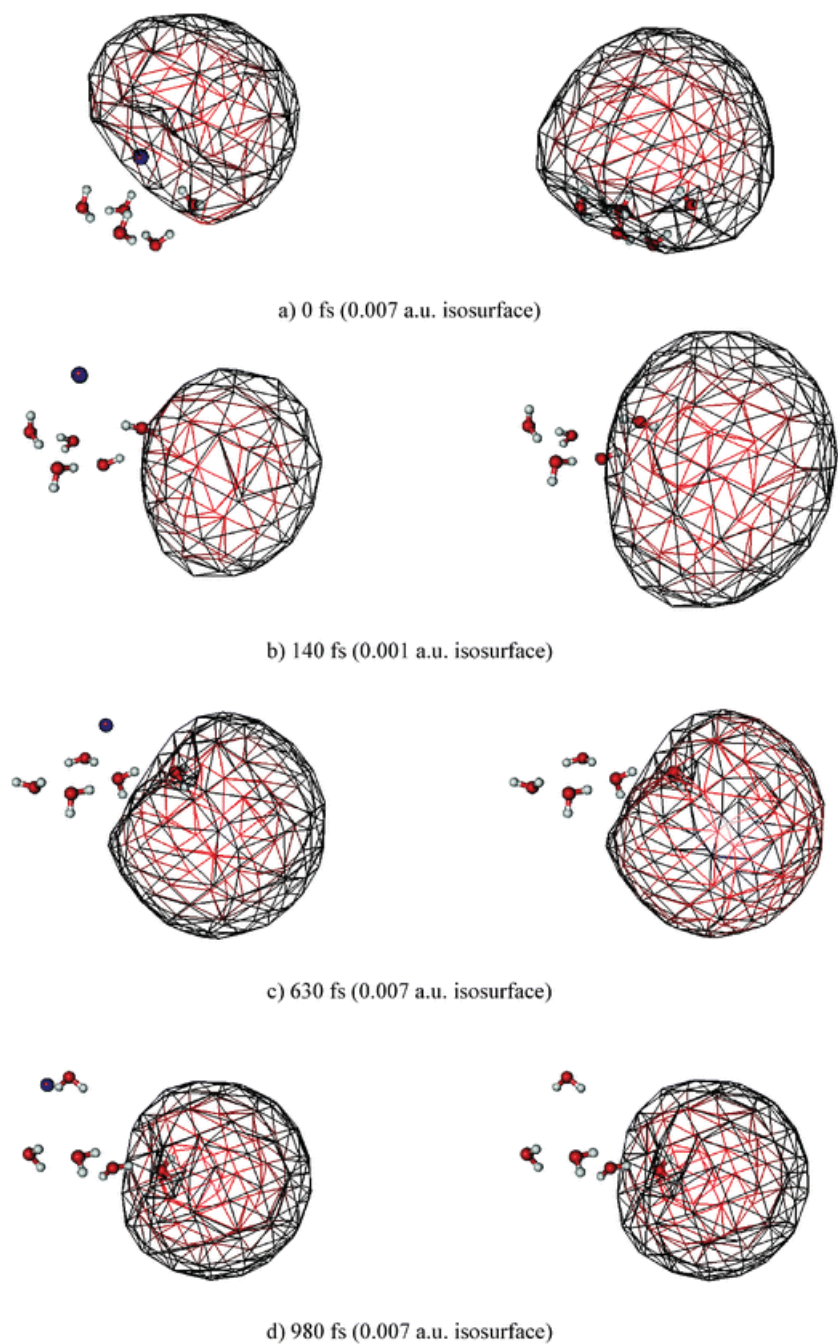 a) 0 fs (0.007 a.u. isosurface)
b) 140 fs (0.001 a.u. isosurface)
c) 630 fs (0.007 a.u. isosurface)
d) 980 fs (0.007 a.u. isosurface)